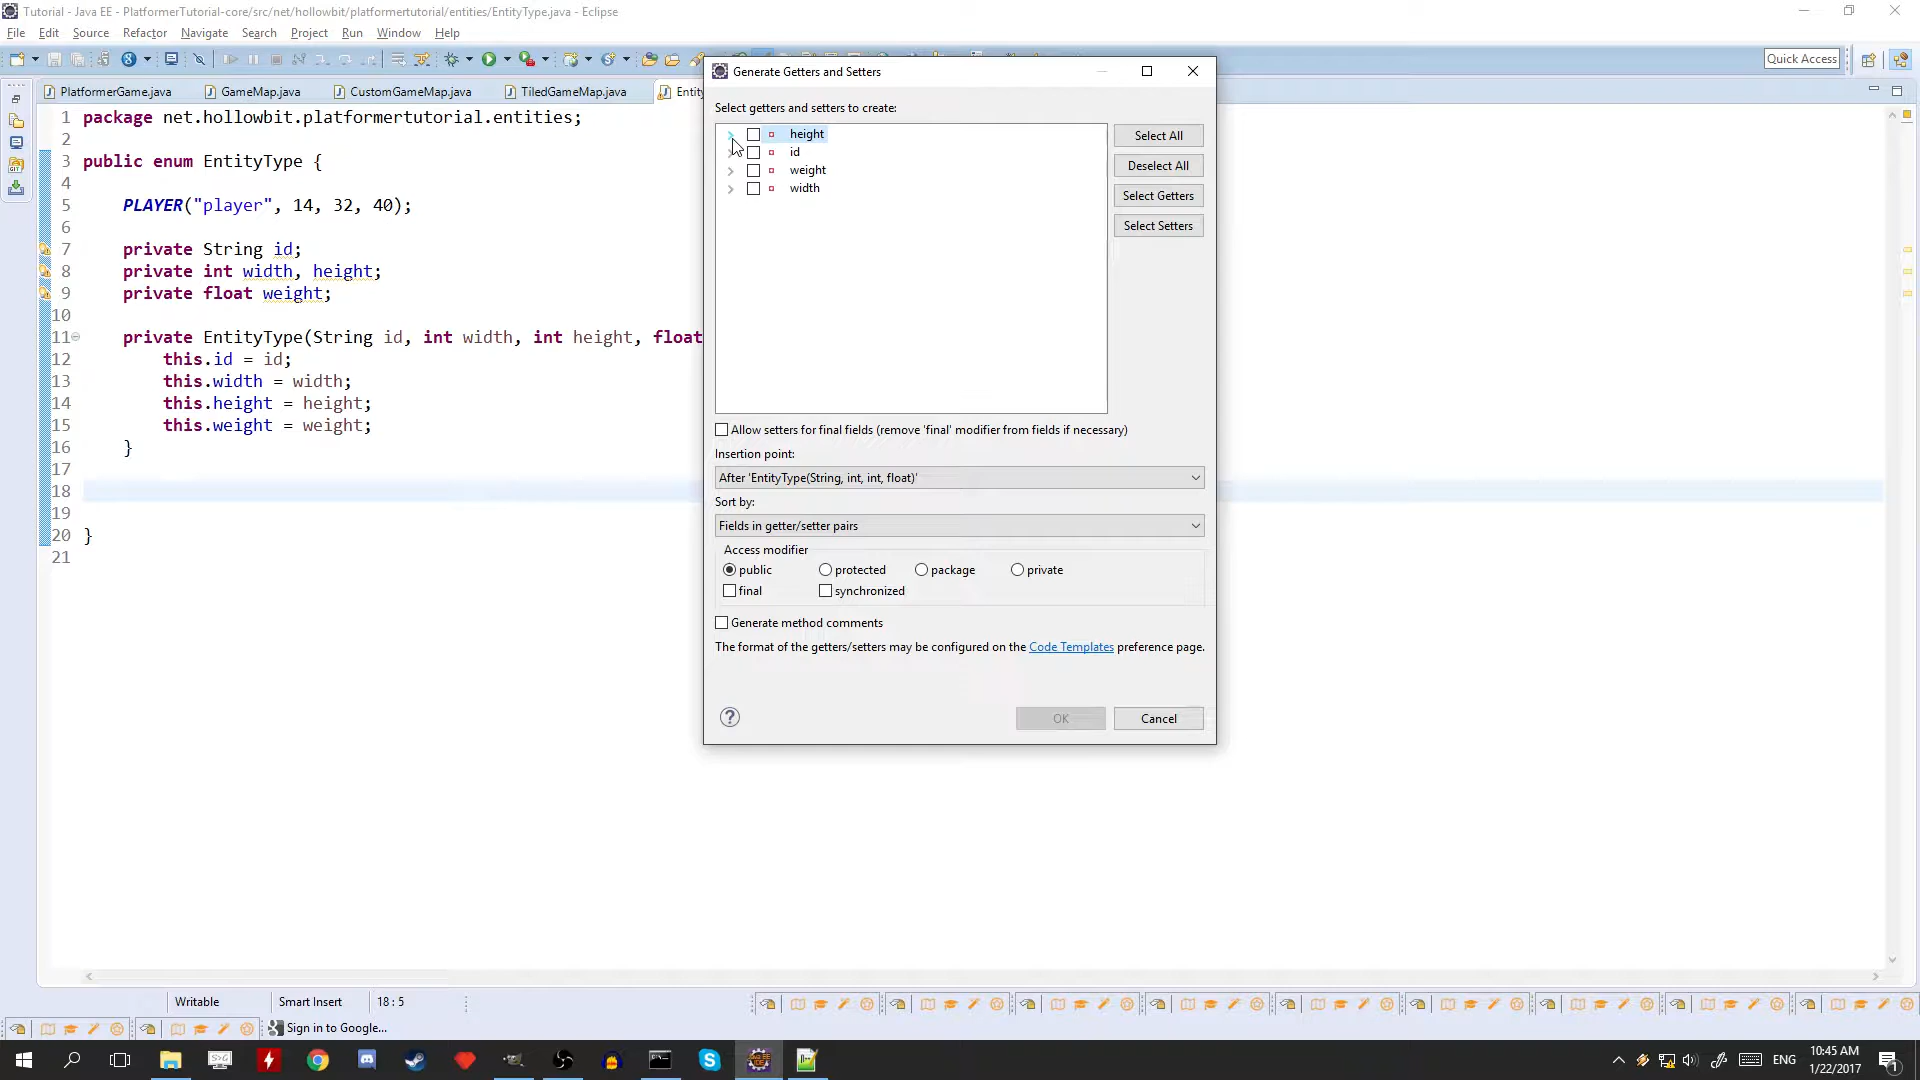 Tutorial - Java EE - PlatformerTutorial-core/src/net/hollowbit/platformertutorial/entities/EntityType.java - Eclipse
File Edit Source Refactor Navigate Search Project Run Window Help
Quick Access
PlatformerGame.java GameMap.java CustomGameMap.java TiledGameMap.java Entity
1 package net.hollowbit.platformertutorial.entities;
2
3 public enum EntityType {
4
5 PLAYER("player", 14, 32, 40);
6
7 private String id;
8 private int width, height;
9 private float weight;
10
11 private EntityType(String id, int width, int height, float
12 this.id = id;
13 this.width = width;
14 this.height = height;
15 this.weight = weight;
16 }
17
18
19
20 }
21
Generate Getters and Setters
Select getters and setters to create:
height
id
weight
width
Select All
Deselect All
Select Getters
Select Setters
Allow setters for final fields (remove 'final' modifier from fields if necessary)
Insertion point:
After 'EntityType(String, int, int, float)'
Sort by:
Fields in getter/setter pairs
Access modifier
public protected package private
final synchronized
Generate method comments
The format of the getters/setters may be configured on the Code Templates preference page.
?
OK Cancel
Writable Smart Insert 18 : 5
Sign in to Google...
ENG
10:45 AM
1/22/2017